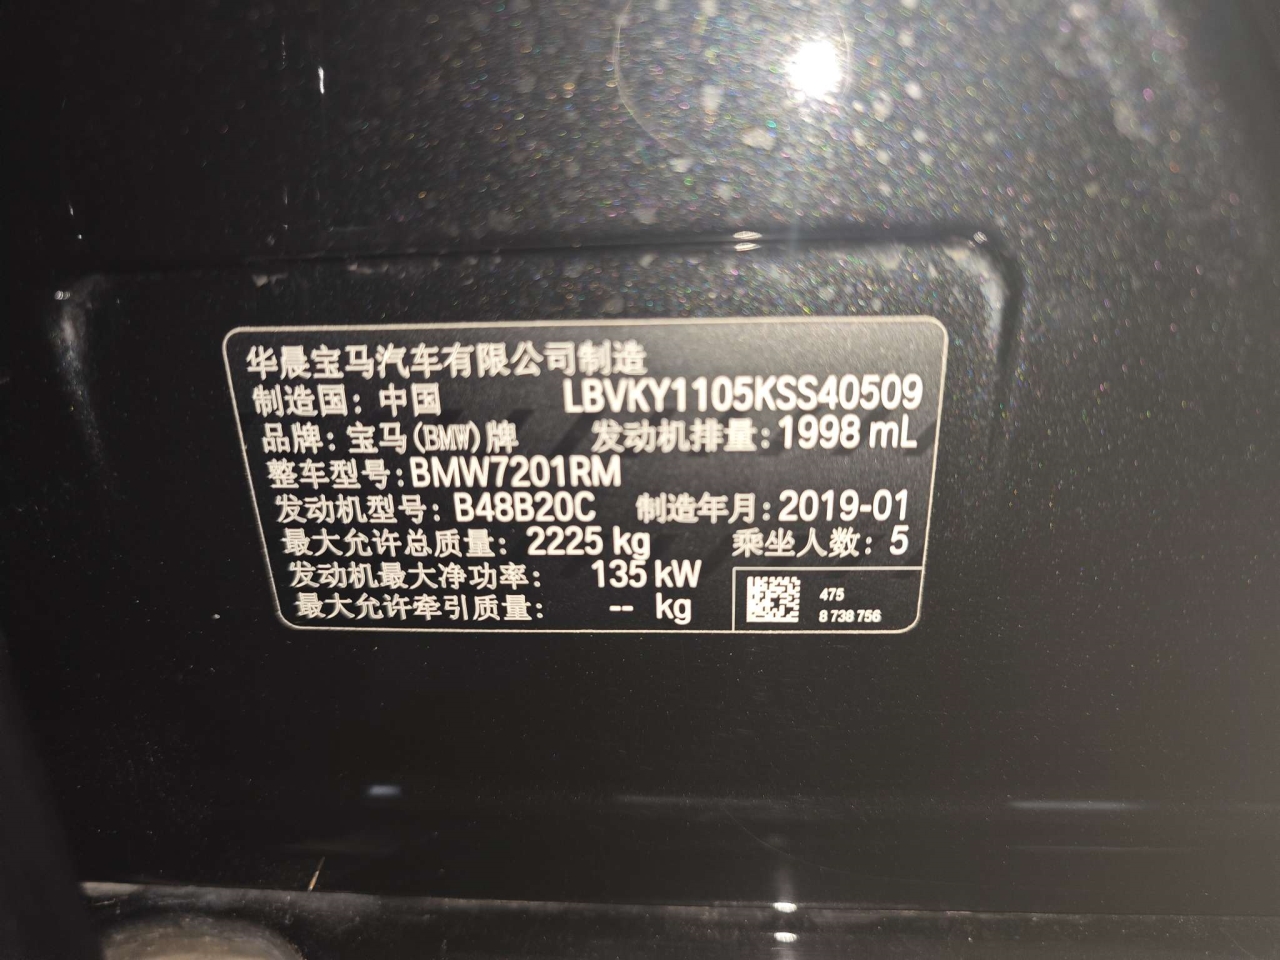 华晨宝马汽车有限公司制造
制造国：中国 LBVKY1105KSS40509
品牌：宝马(BMW)牌 发动机排量：1998 mL
整车型号：BMW7201RM
发动机型号：B48B20C 制造年月：2019-01
最大允许总质量：2225 kg 乘坐人数：5
发动机最大净功率：135 kW
最大允许牵引质量：-- kg
475
8 738 756